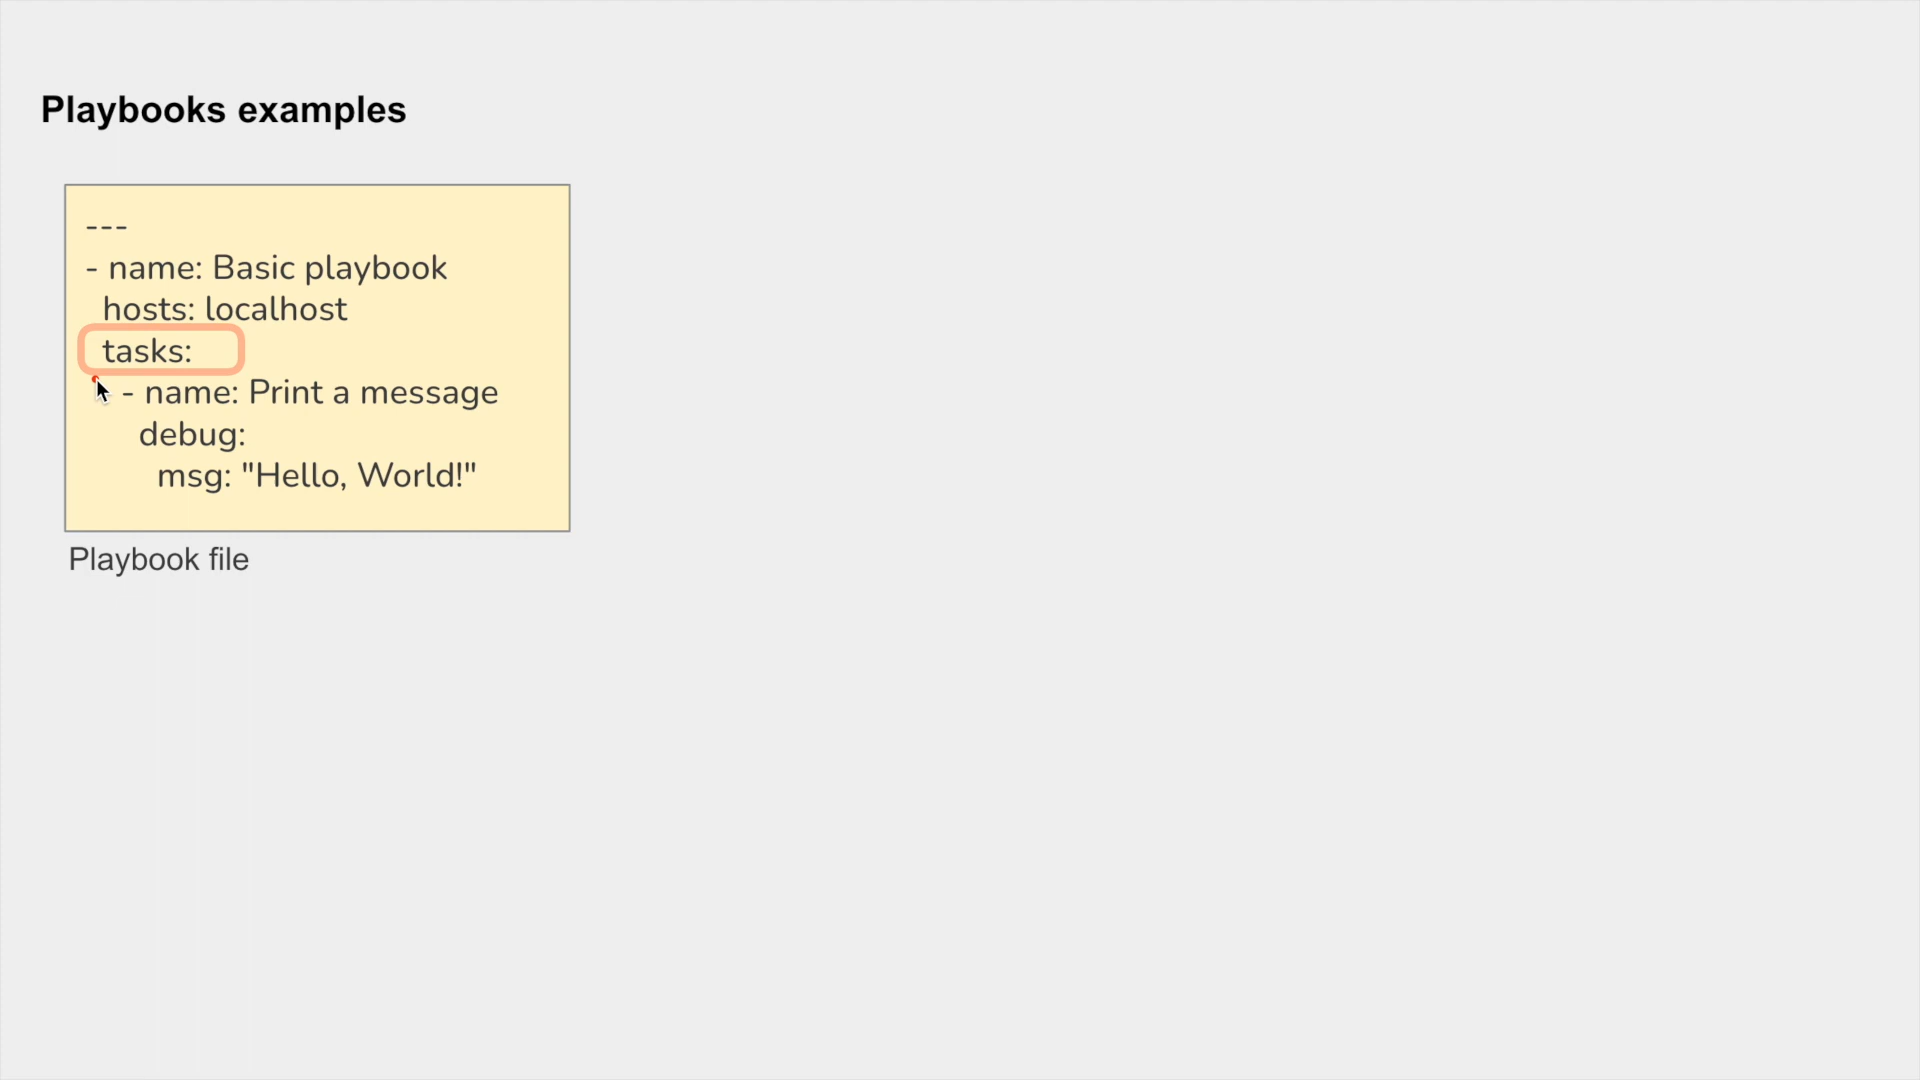 Playbooks examples
---
- name: Basic playbook
hosts: localhost
tasks:
- name: Print a message
debug:
msg: "Hello, World!"
Playbook file